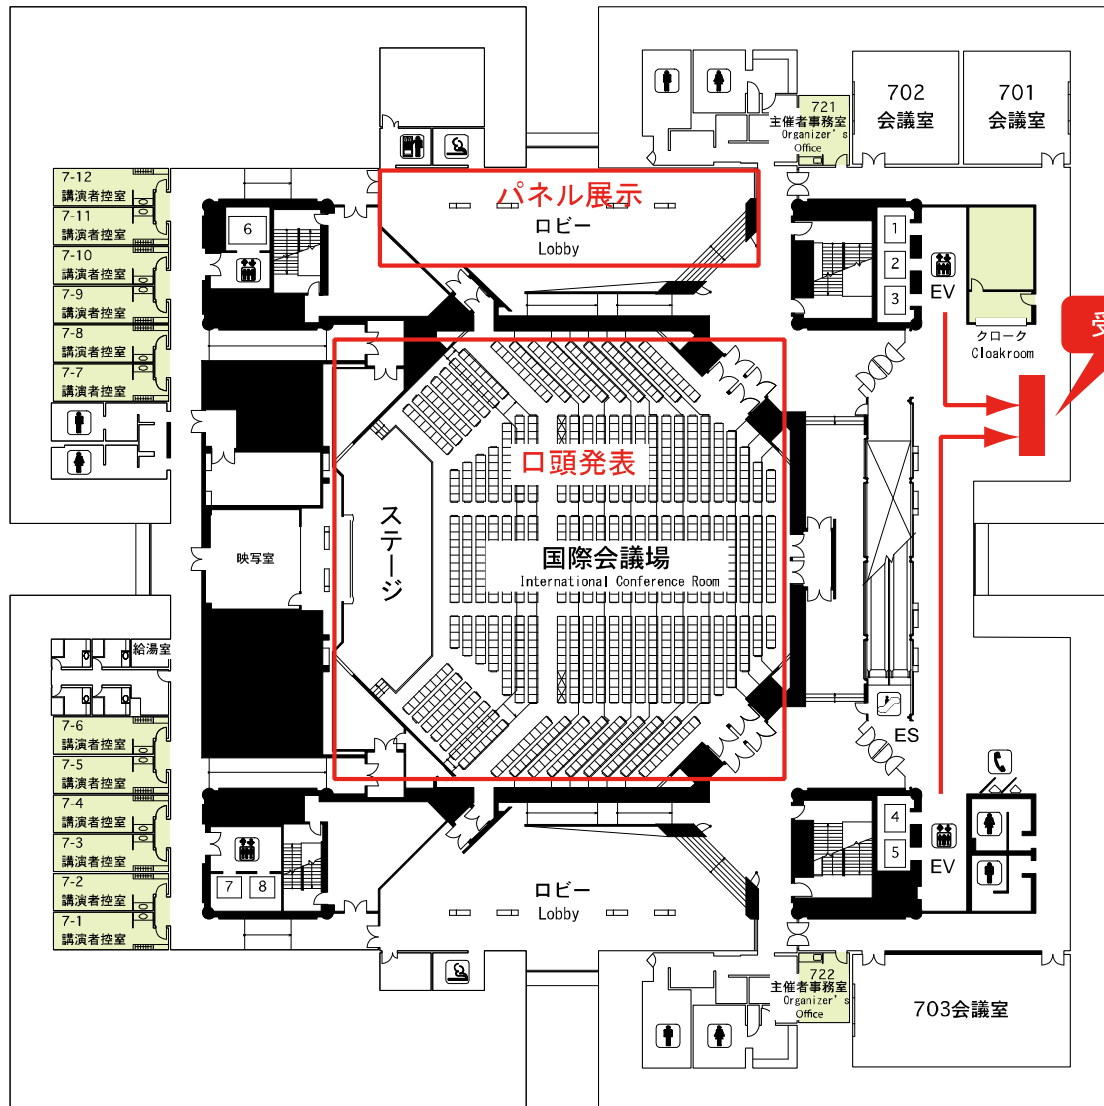 702
会議室
701
会議室
721
主催者事務室
Organizer's
Office
7-12
講演者控室
7-11
講演者控室
7-10
講演者控室
7-9
講演者控室
7-8
講演者控室
7-7
講演者控室
パネル展示
ロビー
Lobby
6
1
2
3
EV
クローク
Cloakroom
受
口頭発表
ステージ
映写室
国際会議場
International Conference Room
給湯室
7-6
講演者控室
7-5
講演者控室
7-4
講演者控室
7-3
講演者控室
7-2
講演者控室
7-1
講演者控室
ES
4
5
EV
7
8
ロビー
Lobby
722
主催者事務室
Organizer's
Office
703会議室